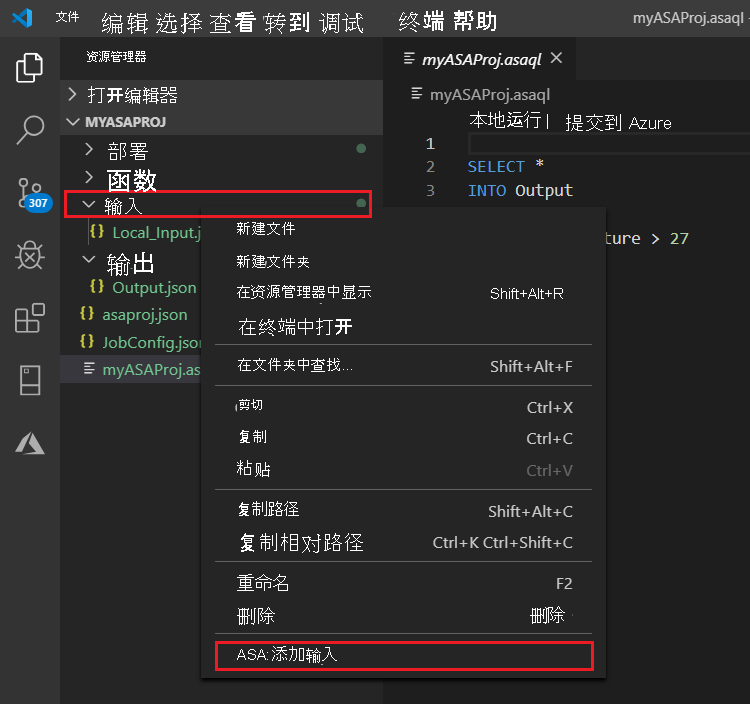 文件 编辑 选择 查看 转到 调试 终端 帮助 myASAProj.asaql -
资源管理器
打开编辑器
MYASAPROJ
部署
函数
输入
Local_Input.j
输出
Output.json
asaproj.json
JobConfig.json
myASAProj.as
307
myASAProj.asaql
myASAProj.asaql
本地运行| 提交到 Azure
1
2 SELECT *
3 INTO Output
ture > 27
新建文件
新建文件夹
在资源管理器中显示 Shift+Alt+R
在终端中打开
在文件夹中查找... Shift+Alt+F
剪切 Ctrl+X
复制 Ctrl+C
粘贴 Ctrl+V
复制路径 Shift+Alt+C
复制相对路径 Ctrl+K Ctrl+Shift+C
重命名 F2
删除 删除
ASA:添加输入